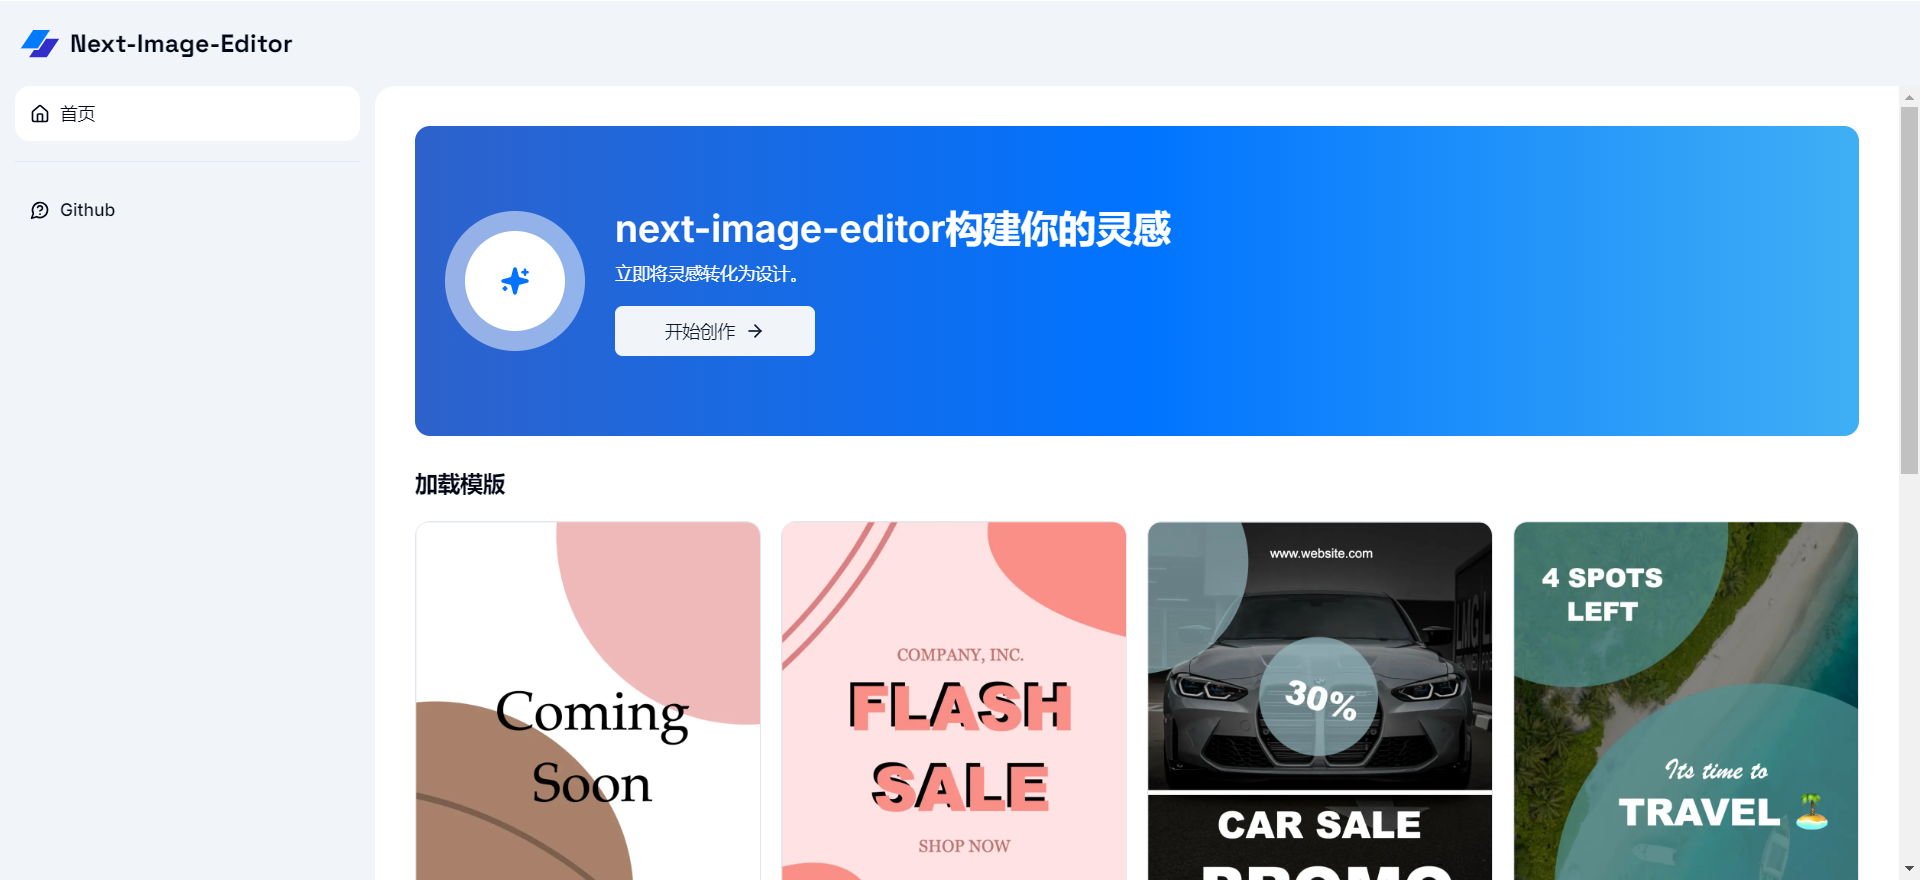 Next-Image-Editor
首页
Github
next-image-editor构建你的灵感
立即将灵感转化为设计。
开始创作
加载模版
Coming
Soon
COMPANY, INC.
FLASH
SALE
SHOP NOW
www.website.com
30%
CAR SALE
PROMO
4 SPOTS
LEFT
Its time to
TRAVEL